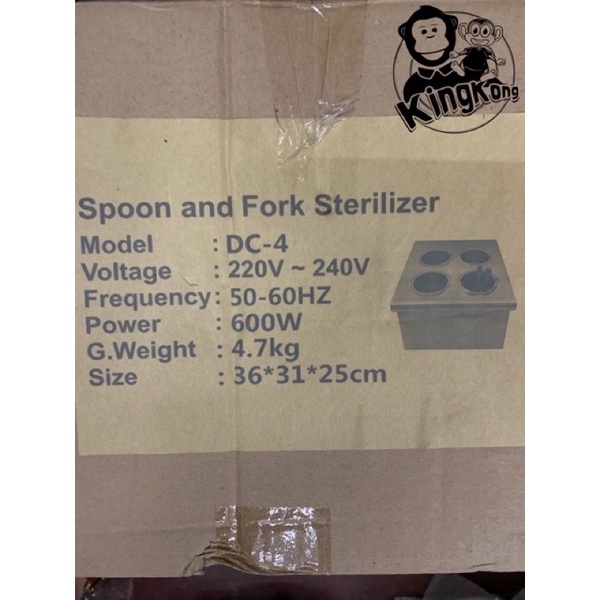 KingKong
Spoon and Fork Sterilizer
Model : DC-4
Voltage : 220V ~ 240V
Frequency: 50-60HZ
Power : 600W
G.Weight : 4.7kg
Size : 36*31*25cm